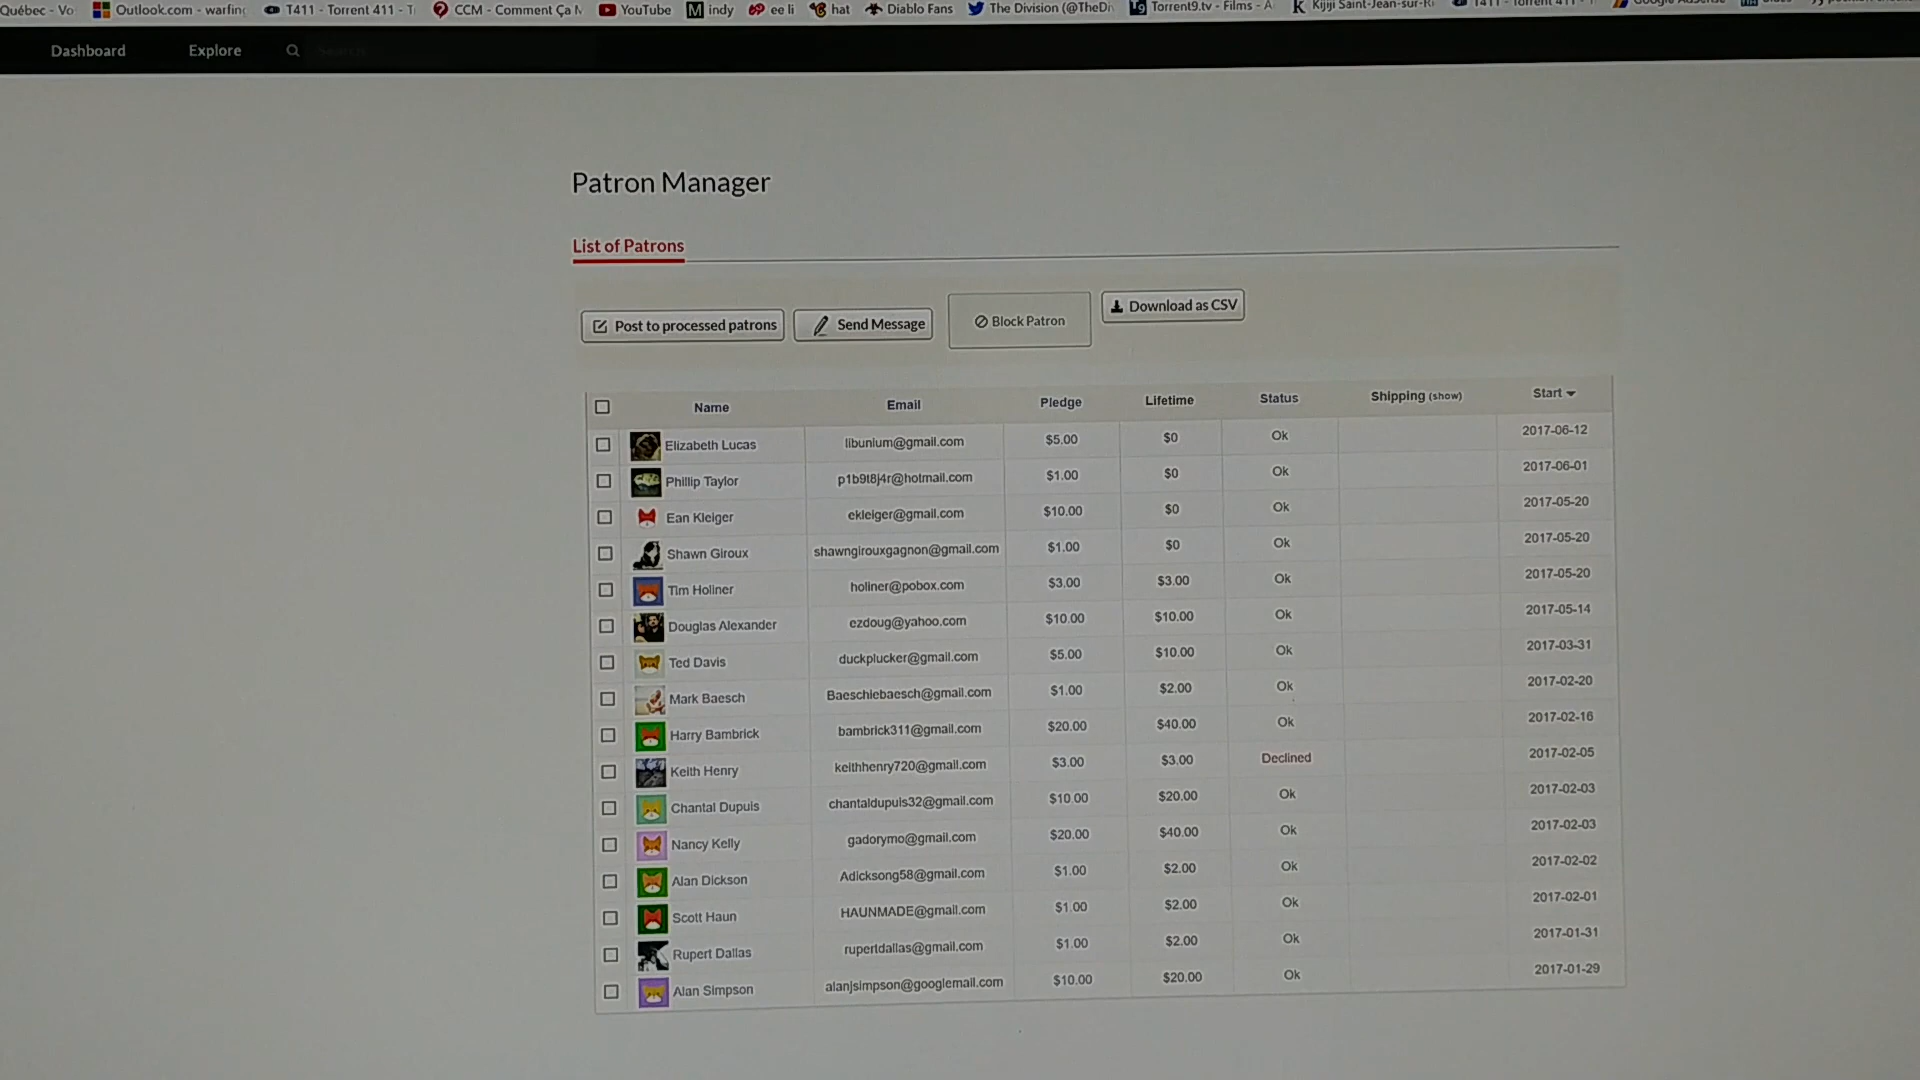 Québec - Vo Outlook.com - warfin T411 - Torrent 411 - T CCM - Comment Ça M YouTube indy ee li hat Diablo Fans The Division (@TheDi Torrent9.tv - Films - A Kijiji Saint-Jean-sur-Ri T411 - Torrent 411 - T Google AdSense
Dashboard Explore Search
Patron Manager
List of Patrons
Post to processed patrons Send Message Block Patron Download as CSV
Name Email Pledge Lifetime Status Shipping (show) Start
Elizabeth Lucas libunium@gmail.com $5.00 $0 Ok 2017-06-12
Phillip Taylor p1b9t8j4r@hotmail.com $1.00 $0 Ok 2017-06-01
Ean Kleiger ekleiger@gmail.com $10.00 $0 Ok 2017-05-20
Shawn Giroux shawngirouxgagnon@gmail.com $1.00 $0 Ok 2017-05-20
Tim Holiner holiner@pobox.com $3.00 $3.00 Ok 2017-05-20
Douglas Alexander ezdoug@yahoo.com $10.00 $10.00 Ok 2017-05-14
Ted Davis duckplucker@gmail.com $5.00 $10.00 Ok 2017-03-31
Mark Baesch Baeschiebaesch@gmail.com $1.00 $2.00 Ok 2017-02-20
Harry Bambrick bambrick311@gmail.com $20.00 $40.00 Ok 2017-02-16
Keith Henry keithhenry720@gmail.com $3.00 $3.00 Declined 2017-02-05
Chantal Dupuis chantaldupuis32@gmail.com $10.00 $20.00 Ok 2017-02-03
Nancy Kelly gadorymo@gmail.com $20.00 $40.00 Ok 2017-02-03
Alan Dickson Adicksong58@gmail.com $1.00 $2.00 Ok 2017-02-02
Scott Haun HAUNMADE@gmail.com $1.00 $2.00 Ok 2017-02-01
Rupert Dallas rupertdallas@gmail.com $1.00 $2.00 Ok 2017-01-31
Alan Simpson alanjsimpson@googlemail.com $10.00 $20.00 Ok 2017-01-29